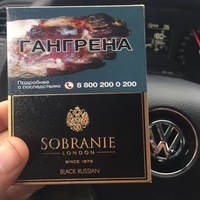 ГАНГРЕНА
Подробнее
о последствиях
8 800 200 0 200
SOBRANIE
LONDON
SINCE 1879
BLACK RUSSIAN